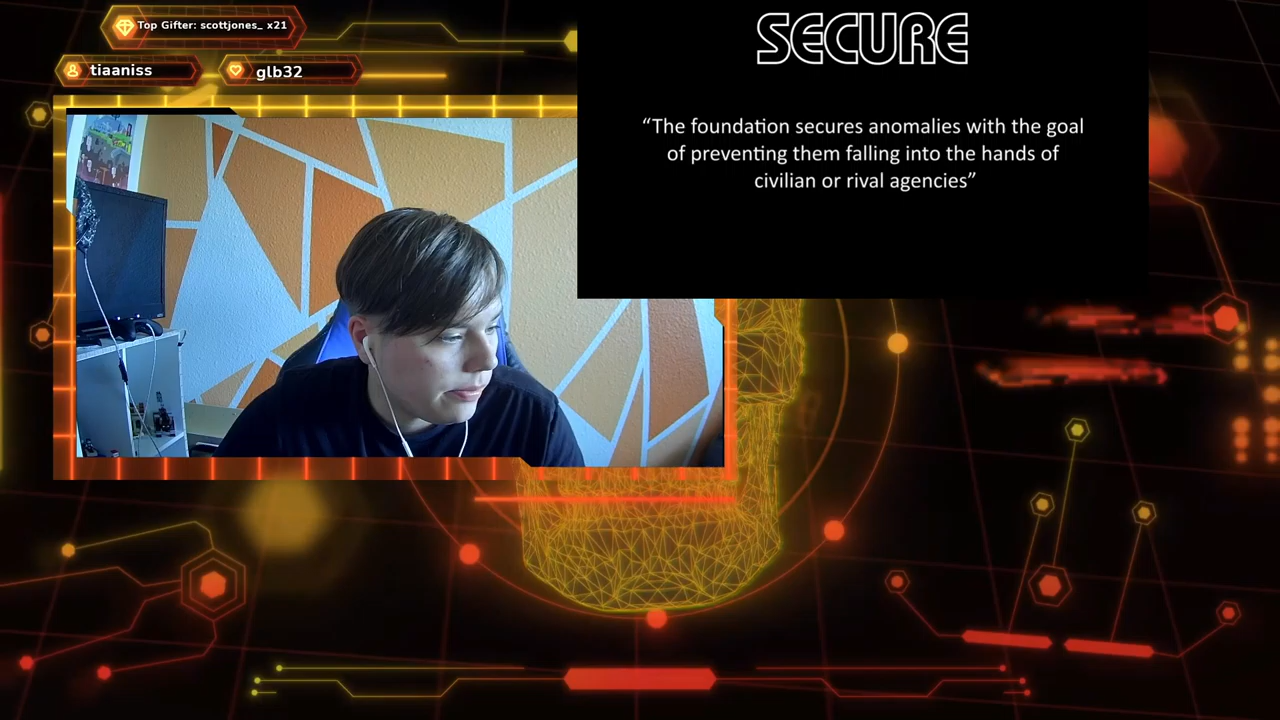 Top Gifter: scottjones_ x21
tiaaniss
glb32
SECURE
“The foundation secures anomalies with the goal
of preventing them falling into the hands of
civilian or rival agencies”